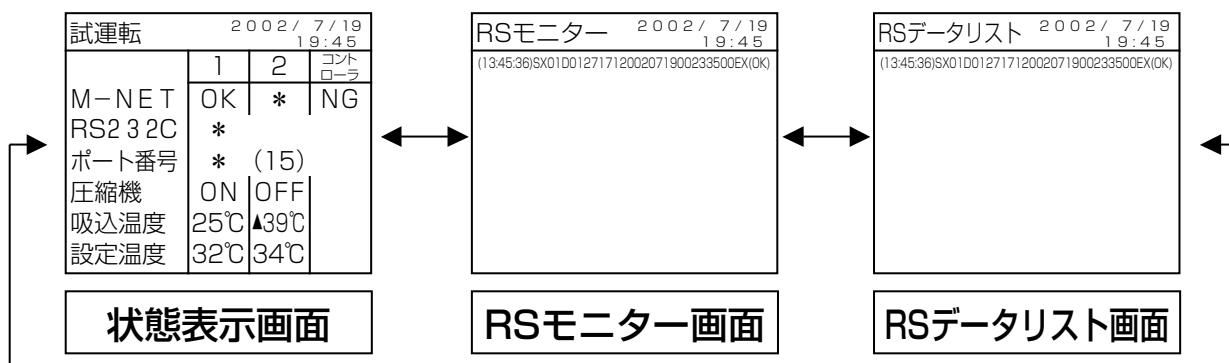 試運転 2002/ 7/19
19:45
1 2 コント
ローラ
M−NET OK * NG
RS232C *
ポート番号 * (15)
圧縮機 ON OFF
吸込温度 25℃ ▲39℃
設定温度 32℃ 34℃
状態表示画面
RSモニター 2002/ 7/19
19:45
(13:45:36)SX01D01271712002071900233500EX(OK)
RSモニター画面
RSデータリスト 2002/ 7/19
19:45
(13:45:36)SX01D01271712002071900233500EX(OK)
RSデータリスト画面